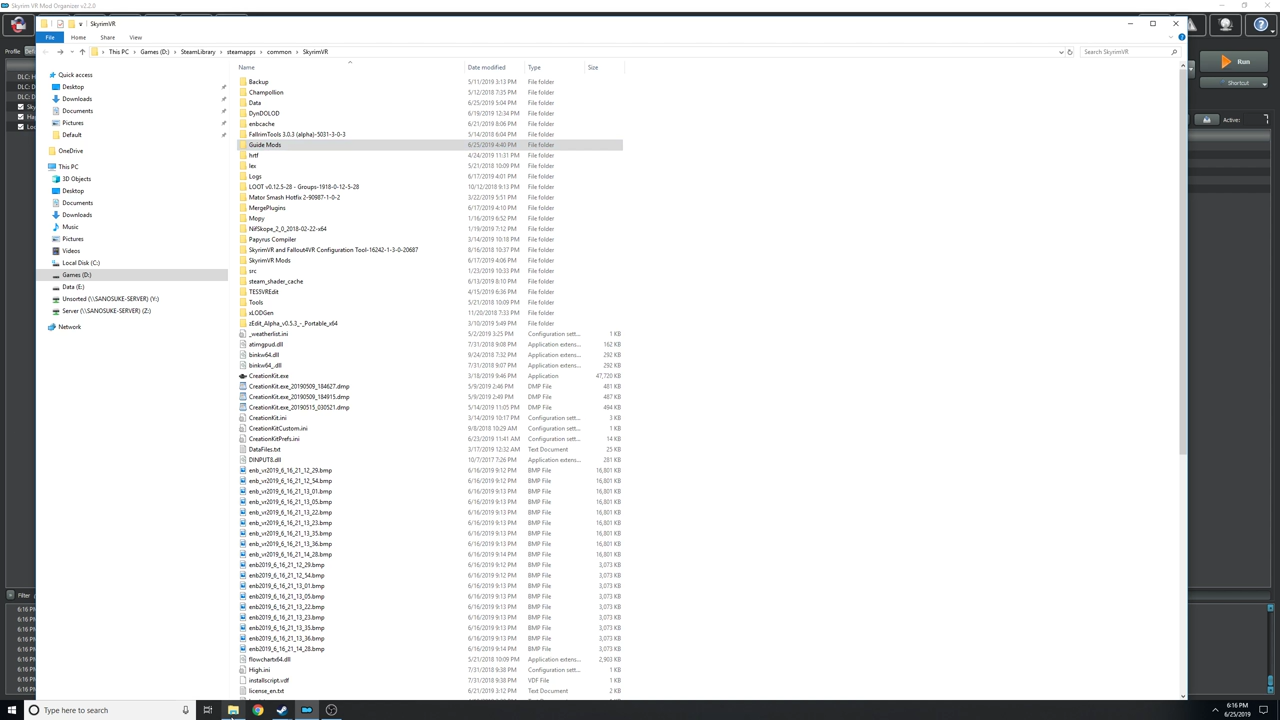 Skyrim VR Mod Organizer v2.2.0
SkyrimVR
File Home Share View
This PC > Games (D:) > SteamLibrary > steamapps > common > SkyrimVR
Search SkyrimVR
Profile
Run
Shortcut
Active:
Name Date modified Type Size
Quick access
Desktop
Downloads
Documents
Pictures
Default
OneDrive
This PC
3D Objects
Desktop
Documents
Downloads
Music
Pictures
Videos
Local Disk (C:)
Games (D:)
Data (E:)
Unsorted (\\SANOSUKE-SERVER) (Y:)
Server (\\SANOSUKE-SERVER) (Z:)
Network
Backup 5/11/2019 3:13 PM File folder
Champollion 5/12/2018 7:35 PM File folder
Data 6/25/2019 5:04 PM File folder
DynDOLOD 6/19/2019 12:34 PM File folder
enbcache 6/21/2019 8:06 PM File folder
FallrimTools 3.0.3 (alpha)-5031-3-0-3 5/14/2018 6:04 PM File folder
Guide Mods 6/25/2019 4:40 PM File folder
hrtf 4/24/2019 11:31 PM File folder
lex 5/21/2018 10:09 PM File folder
Logs 6/17/2019 4:01 PM File folder
LOOT v0.12.5-28 - Groups-1918-0-12-5-28 10/12/2018 9:13 PM File folder
Mator Smash Hotfix 2-90987-1-0-2 3/22/2019 5:51 PM File folder
MergePlugins 6/17/2019 4:10 PM File folder
Mopy 1/16/2019 6:52 PM File folder
NifSkope_2_0_2018-02-22-x64 1/19/2019 7:12 PM File folder
Papyrus Compiler 3/14/2019 10:18 PM File folder
SkyrimVR and Fallout4VR Configuration Tool-16242-1-3-0-20687 8/16/2018 10:37 PM File folder
SkyrimVR Mods 6/17/2019 4:06 PM File folder
src 1/23/2019 10:33 PM File folder
steam_shader_cache 6/13/2019 8:10 PM File folder
TES5VREdit 4/15/2019 6:36 PM File folder
Tools 5/21/2018 10:09 PM File folder
xLODGen 11/20/2018 7:33 PM File folder
zEdit_Alpha_v0.5.3_-_Portable_x64 3/10/2019 5:49 PM File folder
_weatherlist.ini 5/2/2019 3:25 PM Configuration sett... 1 KB
atimgpud.dll 7/31/2018 9:08 PM Application extens... 162 KB
binkw64.dll 9/24/2018 7:32 PM Application extens... 292 KB
binkw64_.dll 7/31/2018 9:07 PM Application extens... 292 KB
CreationKit.exe 3/18/2019 9:46 PM Application 47,720 KB
CreationKit.exe_20190509_184627.dmp 5/9/2019 2:46 PM DMP File 481 KB
CreationKit.exe_20190509_184915.dmp 5/9/2019 2:49 PM DMP File 487 KB
CreationKit.exe_20190515_030521.dmp 5/14/2019 11:05 PM DMP File 494 KB
CreationKit.ini 3/14/2019 10:17 PM Configuration sett... 3 KB
CreationKitCustom.ini 9/8/2018 10:29 AM Configuration sett... 1 KB
CreationKitPrefs.ini 6/23/2019 11:41 AM Configuration sett... 14 KB
DataFiles.txt 3/17/2019 12:32 AM Text Document 25 KB
DINPUT8.dll 10/7/2017 7:26 PM Application extens... 281 KB
enb_vr2019_6_16_21_12_29.bmp 6/16/2019 9:12 PM BMP File 16,801 KB
enb_vr2019_6_16_21_12_54.bmp 6/16/2019 9:12 PM BMP File 16,801 KB
enb_vr2019_6_16_21_13_01.bmp 6/16/2019 9:13 PM BMP File 16,801 KB
enb_vr2019_6_16_21_13_05.bmp 6/16/2019 9:13 PM BMP File 16,801 KB
enb_vr2019_6_16_21_13_22.bmp 6/16/2019 9:13 PM BMP File 16,801 KB
enb_vr2019_6_16_21_13_23.bmp 6/16/2019 9:13 PM BMP File 16,801 KB
enb_vr2019_6_16_21_13_35.bmp 6/16/2019 9:13 PM BMP File 16,801 KB
enb_vr2019_6_16_21_13_36.bmp 6/16/2019 9:13 PM BMP File 16,801 KB
enb_vr2019_6_16_21_14_28.bmp 6/16/2019 9:14 PM BMP File 16,801 KB
enb2019_6_16_21_12_29.bmp 6/16/2019 9:12 PM BMP File 3,073 KB
enb2019_6_16_21_12_54.bmp 6/16/2019 9:12 PM BMP File 3,073 KB
enb2019_6_16_21_13_01.bmp 6/16/2019 9:13 PM BMP File 3,073 KB
enb2019_6_16_21_13_05.bmp 6/16/2019 9:13 PM BMP File 3,073 KB
enb2019_6_16_21_13_22.bmp 6/16/2019 9:13 PM BMP File 3,073 KB
enb2019_6_16_21_13_23.bmp 6/16/2019 9:13 PM BMP File 3,073 KB
enb2019_6_16_21_13_35.bmp 6/16/2019 9:13 PM BMP File 3,073 KB
enb2019_6_16_21_13_36.bmp 6/16/2019 9:13 PM BMP File 3,073 KB
enb2019_6_16_21_14_28.bmp 6/16/2019 9:14 PM BMP File 3,073 KB
flowchartx64.dll 5/21/2018 10:09 PM Application extens... 2,903 KB
High.ini 7/31/2018 9:38 PM Configuration sett... 1 KB
installscript.vdf 7/31/2018 9:38 PM VDF File 1 KB
license_en.txt 6/21/2019 3:12 PM Text Document 2 KB
DLC: H
DLC: D
DLC: D
Filter
6:16 PM
6:16 PM
6:16 PM
6:16 PM
6:16 PM
6:16 PM
6:16 PM
6:16 PM
6:16 PM
Type here to search
6:16 PM
6/25/2019